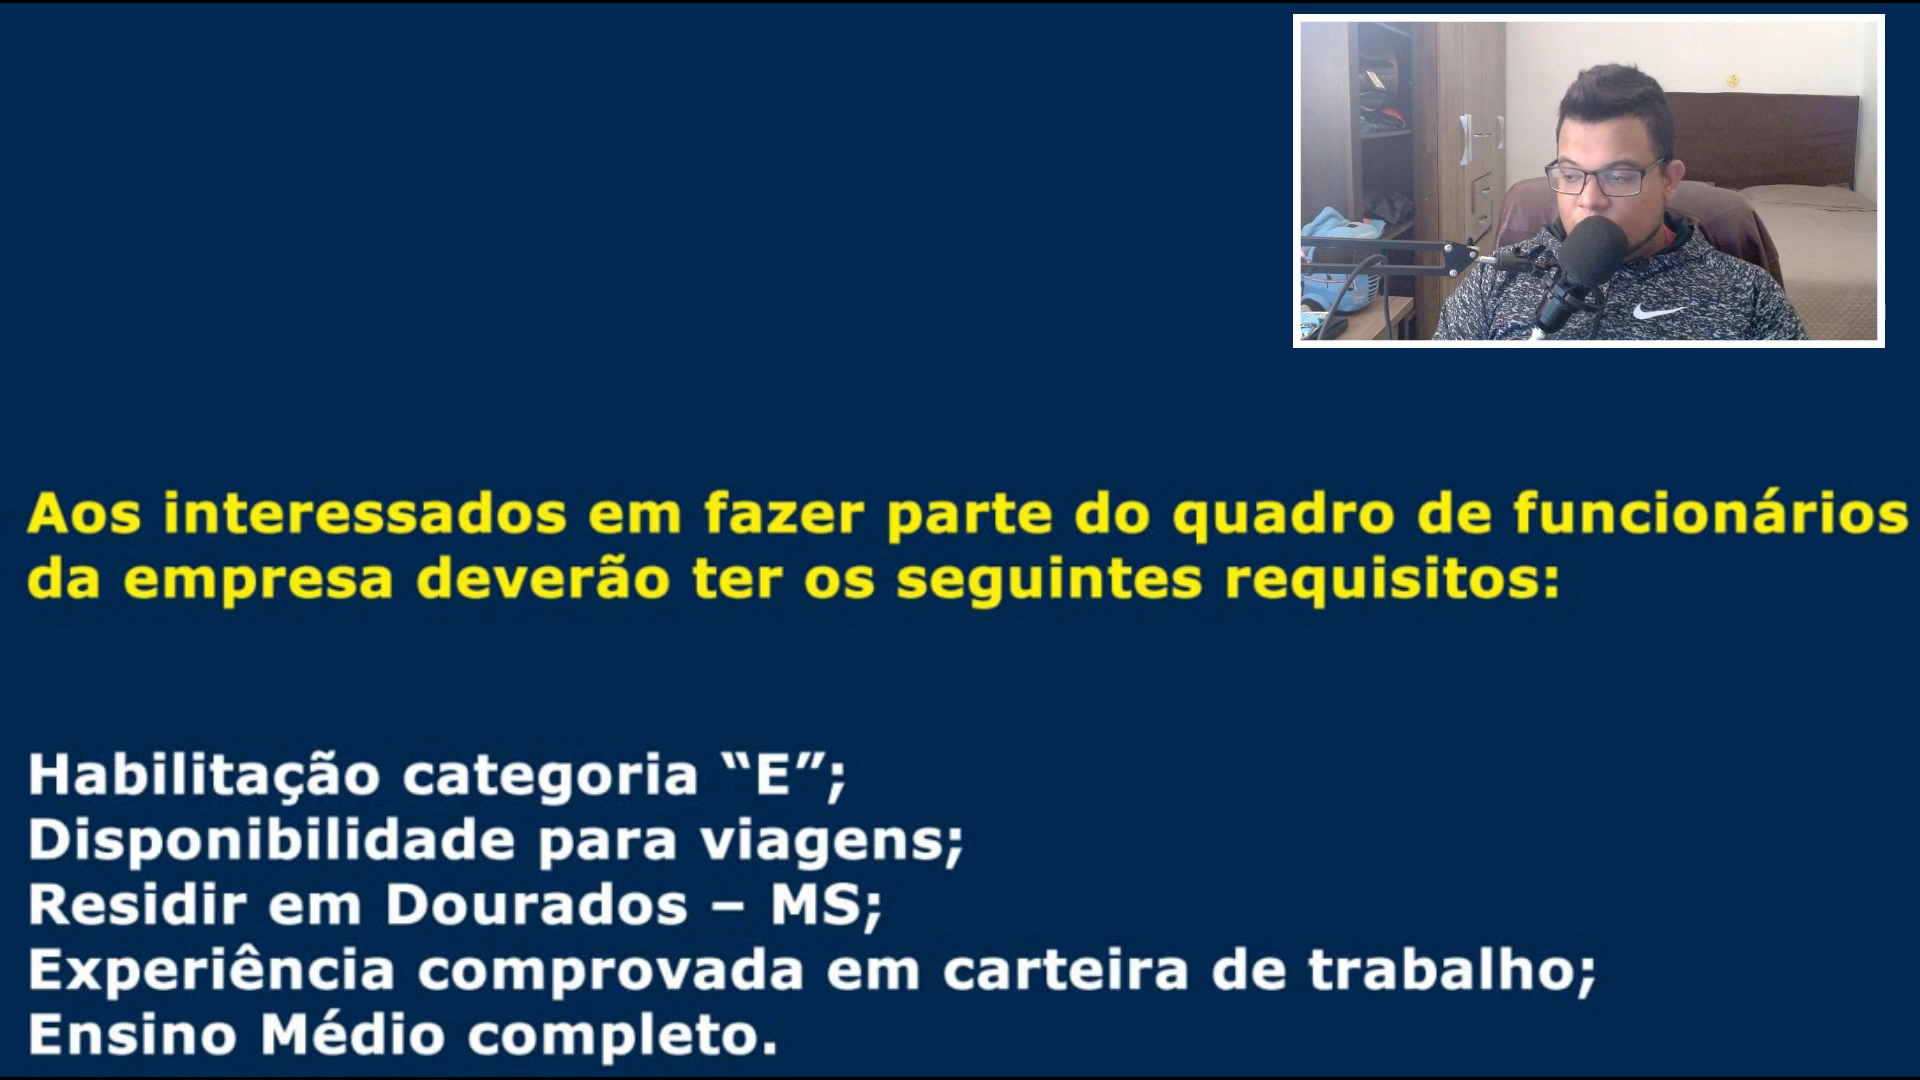 Aos interessados em fazer parte do quadro de funcionários
da empresa deverão ter os seguintes requisitos:
Habilitação categoria “E”;
Disponibilidade para viagens;
Residir em Dourados – MS;
Experiência comprovada em carteira de trabalho;
Ensino Médio completo.